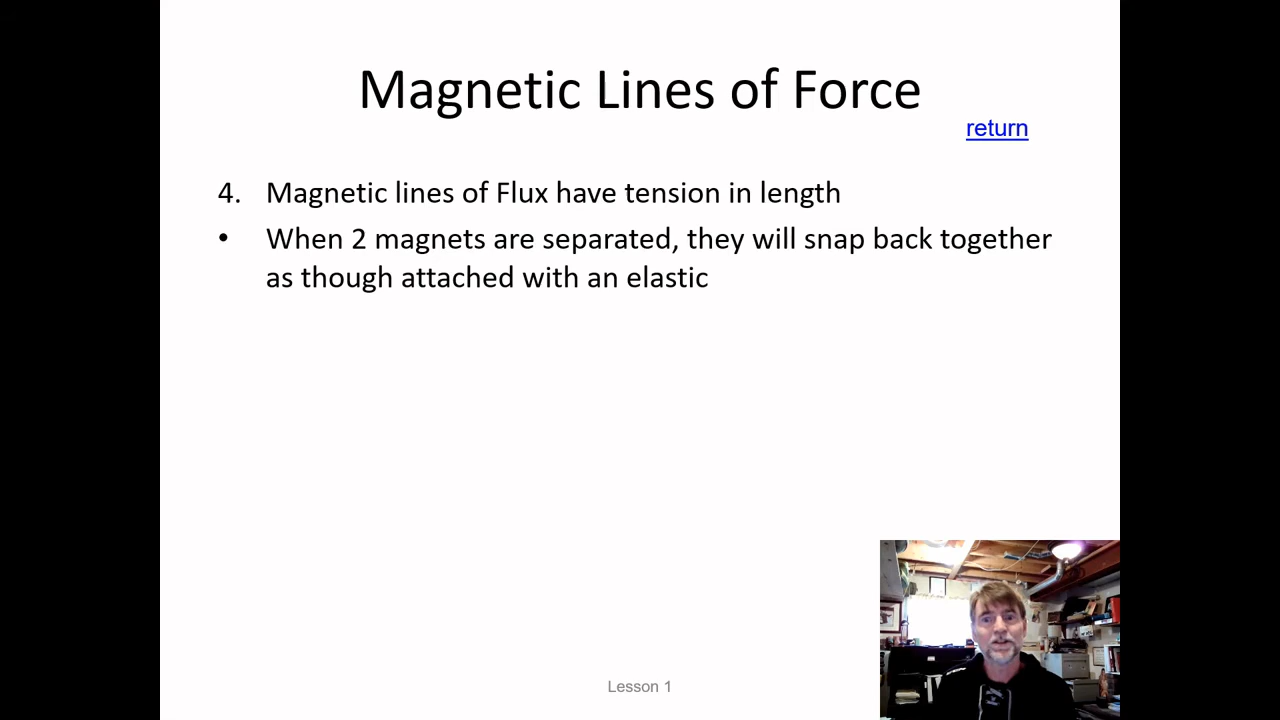 Magnetic Lines of Force
return
4. Magnetic lines of Flux have tension in length
• When 2 magnets are separated, they will snap back together
as though attached with an elastic
Lesson 1